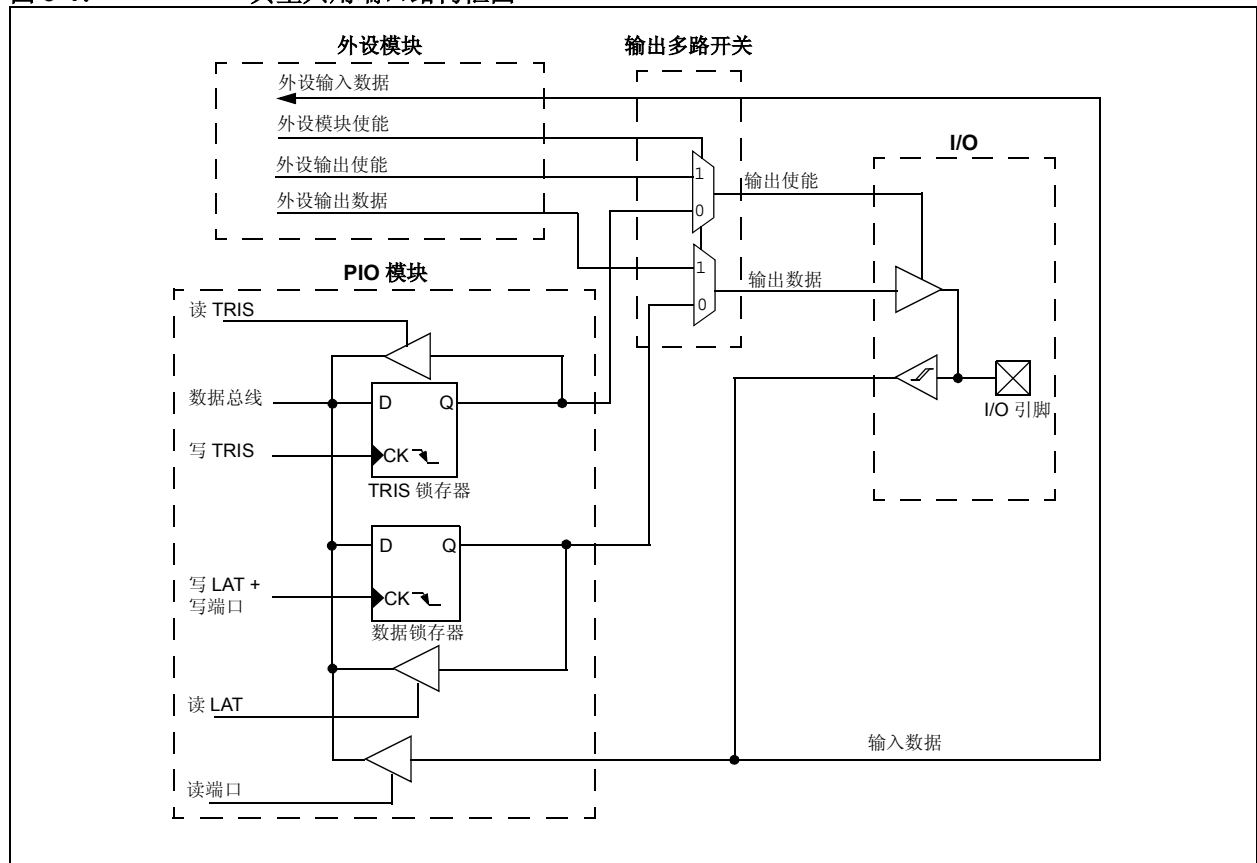 外设模块
输出多路开关
外设输入数据
外设模块使能
I/O
外设输出使能
1
输出使能
外设输出数据
0
PIO 模块
1
输出数据
读 TRIS
0
数据总线
D
Q
I/O 引脚
写 TRIS
CK
TRIS 锁存器
D
Q
写 LAT +
写端口
CK
数据锁存器
读 LAT
输入数据
读端口